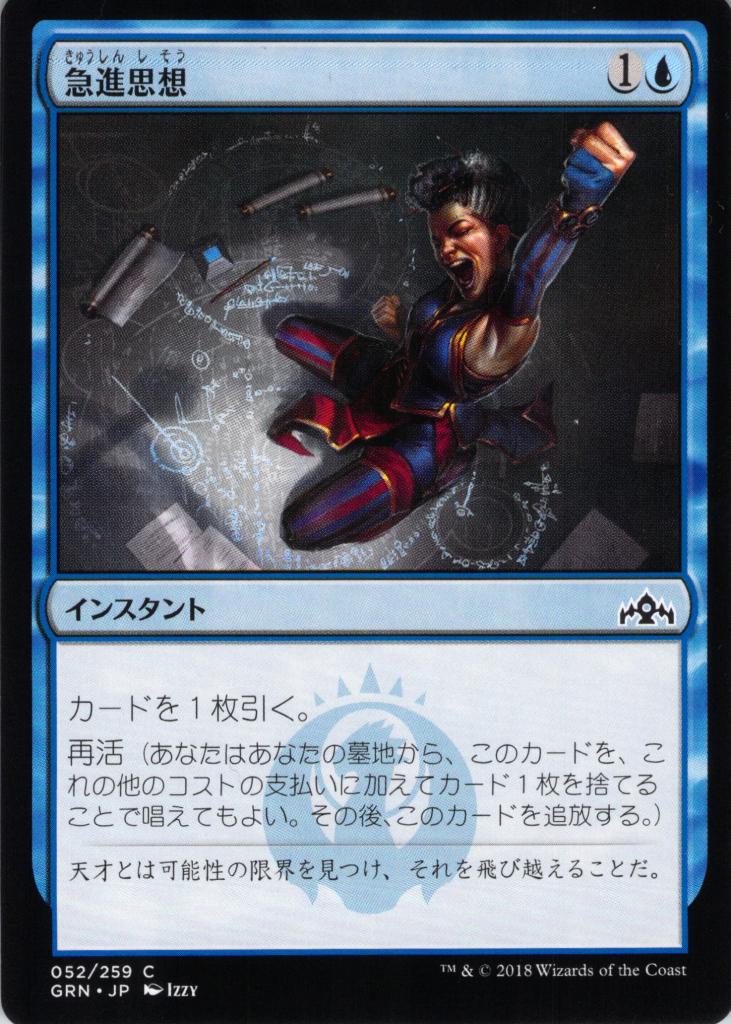 きゅうしん し そう
急進思想
1
インスタント
カードを1枚引く。
再活（あなたはあなたの墓地から、このカードを、こ
れの他のコストの支払いに加えてカード1枚を捨てる
ことで唱えてもよい。その後、このカードを追放する。）
天才とは可能性の限界を見つけ、それを飛び越えることだ。
052/259 C
GRN • JP Izzy
™ & © 2018 Wizards of the Coast